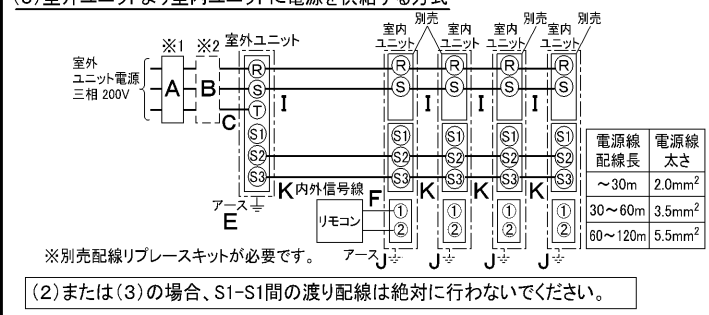 (3)室外ユニットより室内ユニットに電源を供給する方式
※1 ※2 室外ユニット
室内ユニット 別売 室内ユニット 別売 室内ユニット 別売 室内ユニット 別売
室外
ユニット電源
三相 200V
A
B
C
R
S
T
S1
S2
S3
I
R
S
S1
S2
S3
①
②
I
R
S
S1
S2
S3
①
②
I
R
S
S1
S2
S3
①
②
I
R
S
S1
S2
S3
①
②
K 内外信号線
F
K
K
K
アース
E
リモコン
アース J
J
J
J
電源線配線長 電源線太さ
～30m 2.0mm²
30～60m 3.5mm²
60～120m 5.5mm²
※別売配線リプレースキットが必要です。
(2)または(3)の場合、S1-S1間の渡り配線は絶対に行わないでください。